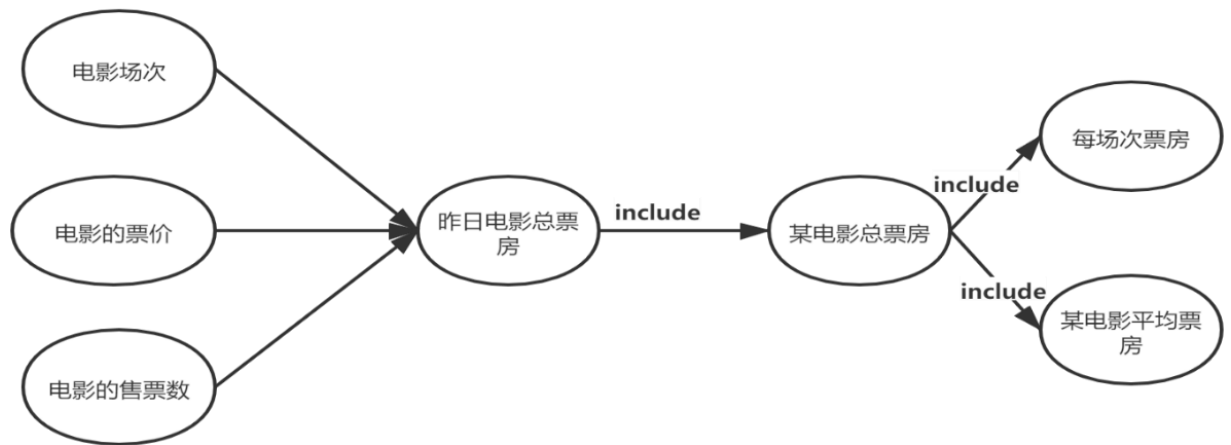 电影场次
电影的票价
电影的售票数
昨日电影总票
房
include
某电影总票房
include
每场次票房
include
某电影平均票
房